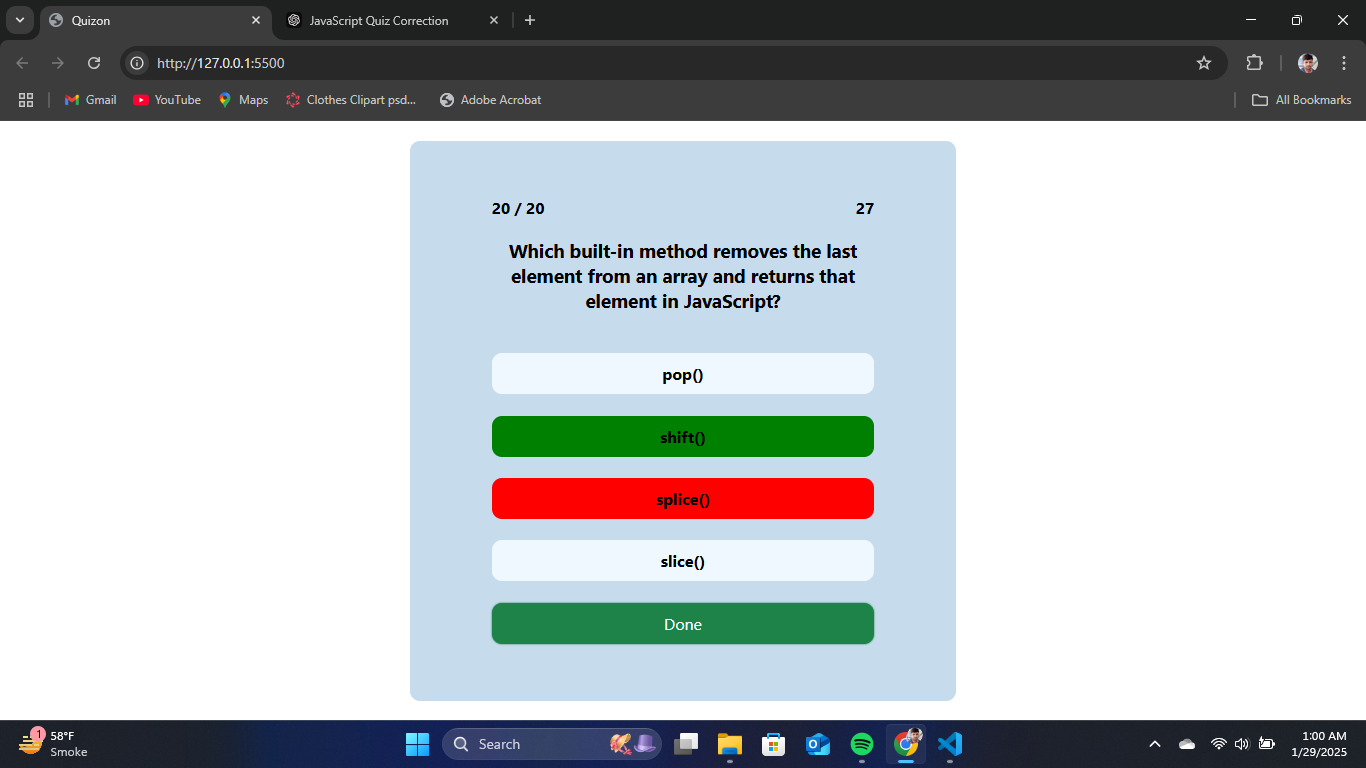 Quizon
JavaScript Quiz Correction
http://127.0.0.1:5500
Gmail
YouTube
Maps
Clothes Clipart psd...
Adobe Acrobat
All Bookmarks
20 / 20
27
Which built-in method removes the last
element from an array and returns that
element in JavaScript?
pop()
shift()
splice()
slice()
Done
1
58°F
Smoke
Search
1:00 AM
1/29/2025